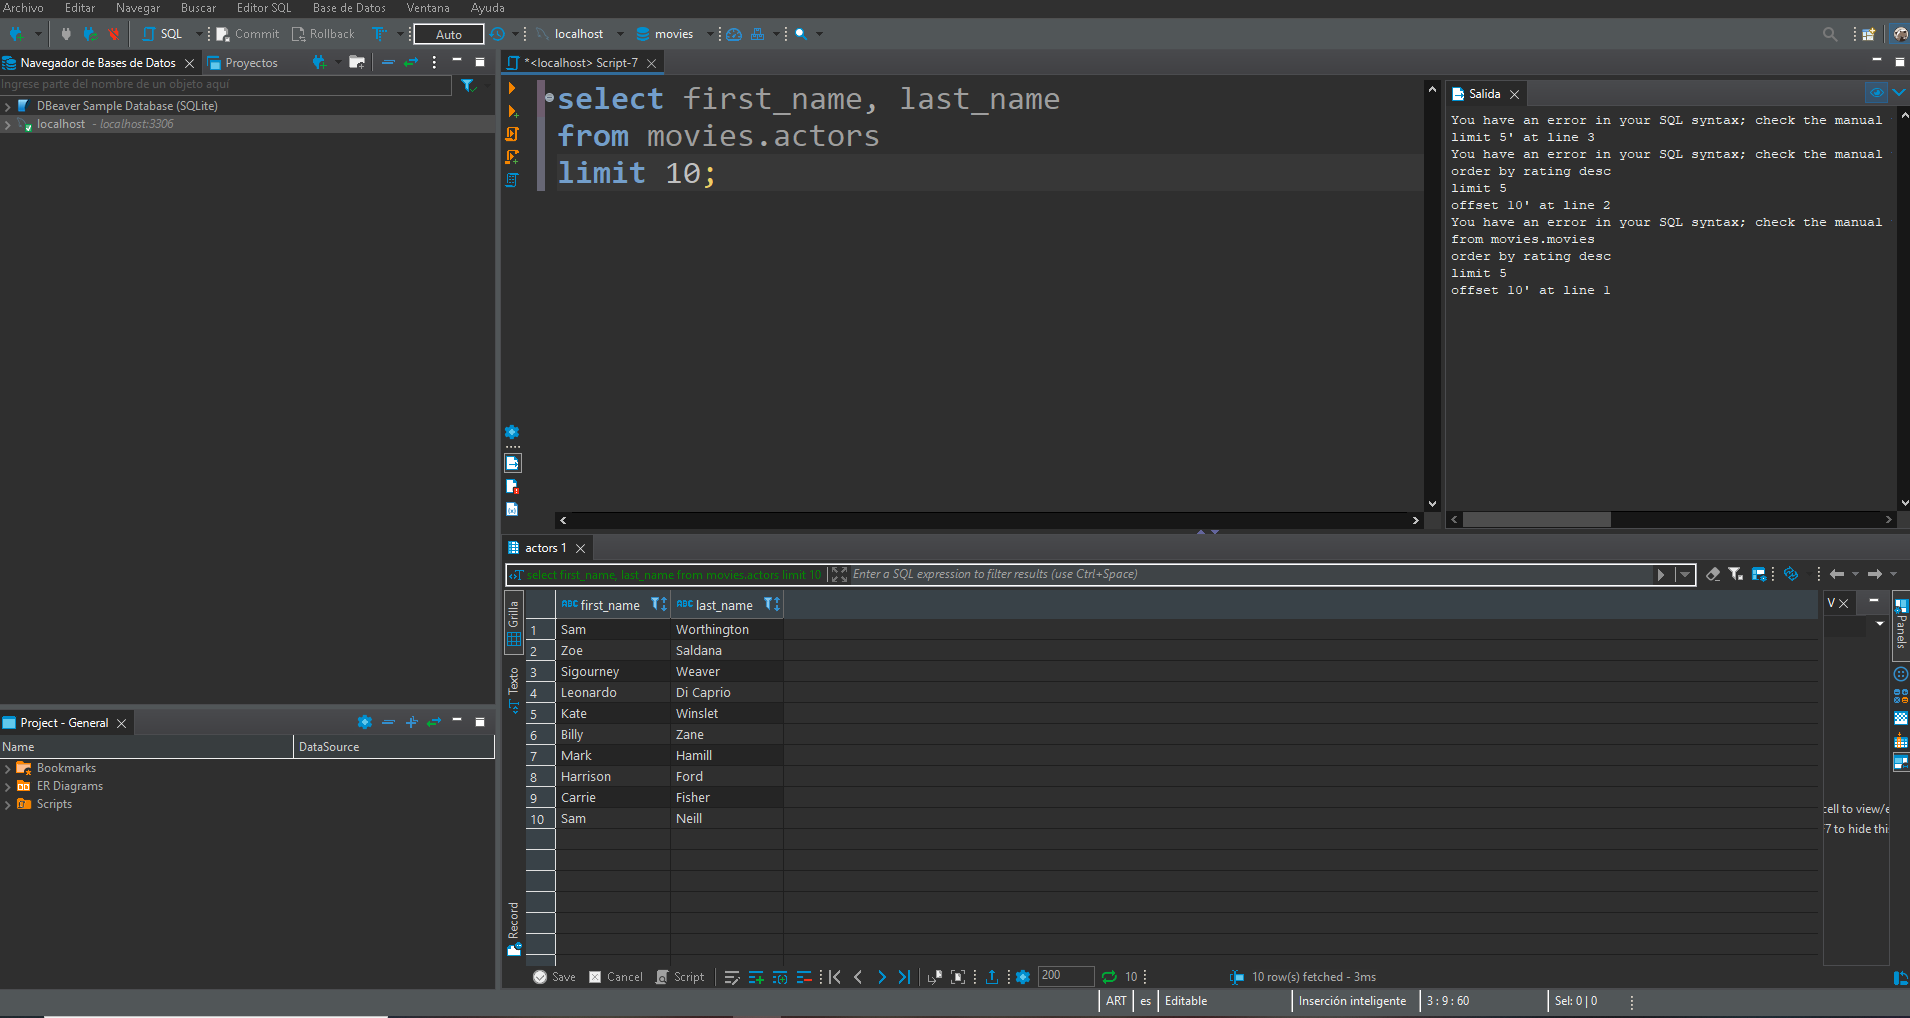 Archivo Editar Navegar Buscar Editor SQL Base de Datos Ventana Ayuda
SQL Commit Rollback Auto localhost movies
Navegador de Bases de Datos Proyectos
Ingrese parte del nombre de un objeto aquí
DBeaver Sample Database (SQLite)
localhost - localhost:3306
*<localhost> Script-7
select first_name, last_name
from movies.actors
limit 10;
Salida
You have an error in your SQL syntax; check the manual
limit 5' at line 3
You have an error in your SQL syntax; check the manual
order by rating desc
limit 5
offset 10' at line 2
You have an error in your SQL syntax; check the manual
from movies.movies
order by rating desc
limit 5
offset 10' at line 1
Project - General
Name DataSource
Bookmarks
ER Diagrams
Scripts
actors 1
select first_name, last_name from movies.actors limit 10 Enter a SQL expression to filter results (use Ctrl+Space)
Grilla
Texto
Record
ABC first_name ABC last_name
1 Sam Worthington
2 Zoe Saldana
3 Sigourney Weaver
4 Leonardo Di Caprio
5 Kate Winslet
6 Billy Zane
7 Mark Hamill
8 Harrison Ford
9 Carrie Fisher
10 Sam Neill
V
Panels
cell to view/e
7 to hide thi
Save Cancel Script 200 10 10 row(s) fetched - 3ms
ART es Editable Inserción inteligente 3 : 9 : 60 Sel: 0 | 0